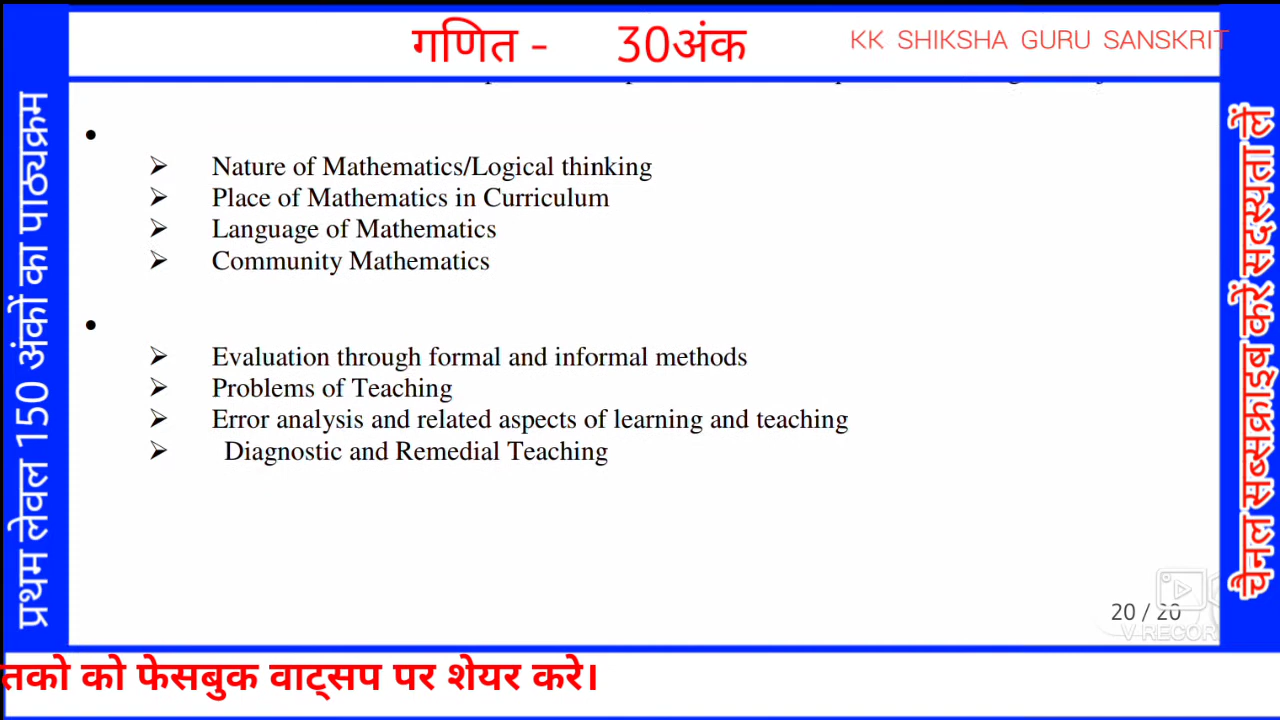 गणित - 30अंक
KK SHIKSHA GURU SANSKRIT
प्रथम लेवल 150 अंकों का पाठ्यक्रम
Nature of Mathematics/Logical thinking
Place of Mathematics in Curriculum
Language of Mathematics
Community Mathematics
Evaluation through formal and informal methods
Problems of Teaching
Error analysis and related aspects of learning and teaching
Diagnostic and Remedial Teaching
20 / 20
V RECOR
चैनल सब्सक्राइब करें सदस्यता लें
तको को फेसबुक वाट्सप पर शेयर करे।